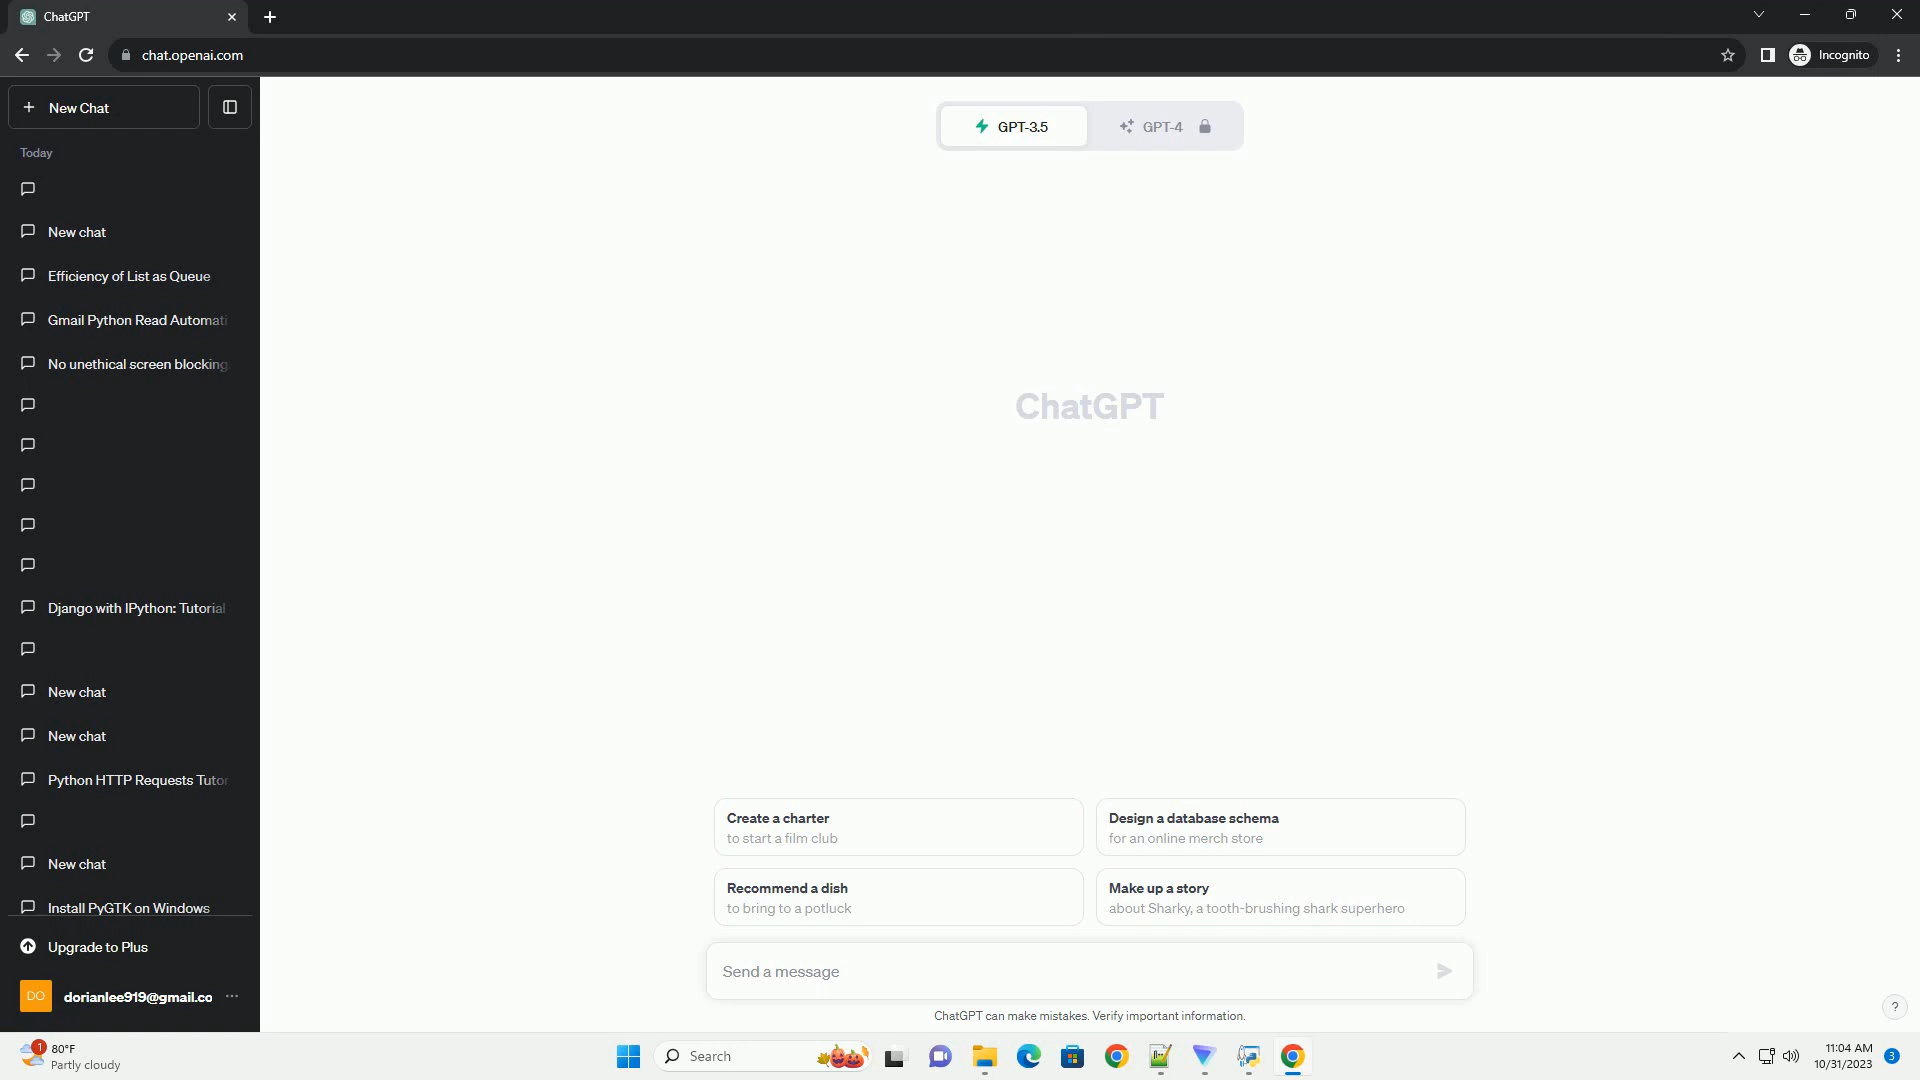 ChatGPT
chat.openai.com
Incognito
New Chat
Today
New chat
Efficiency of List as Queue
Gmail Python Read Automati
No unethical screen blocking
Django with IPython: Tutorial
New chat
New chat
Python HTTP Requests Tutor
New chat
Install PyGTK on Windows
Upgrade to Plus
DO
dorianlee919@gmail.co
GPT-3.5
GPT-4
ChatGPT
Create a charter
to start a film club
Design a database schema
for an online merch store
Recommend a dish
to bring to a potluck
Make up a story
about Sharky, a tooth-brushing shark superhero
Send a message
ChatGPT can make mistakes. Verify important information.
?
1
80°F
Partly cloudy
Search
11:04 AM
10/31/2023
3